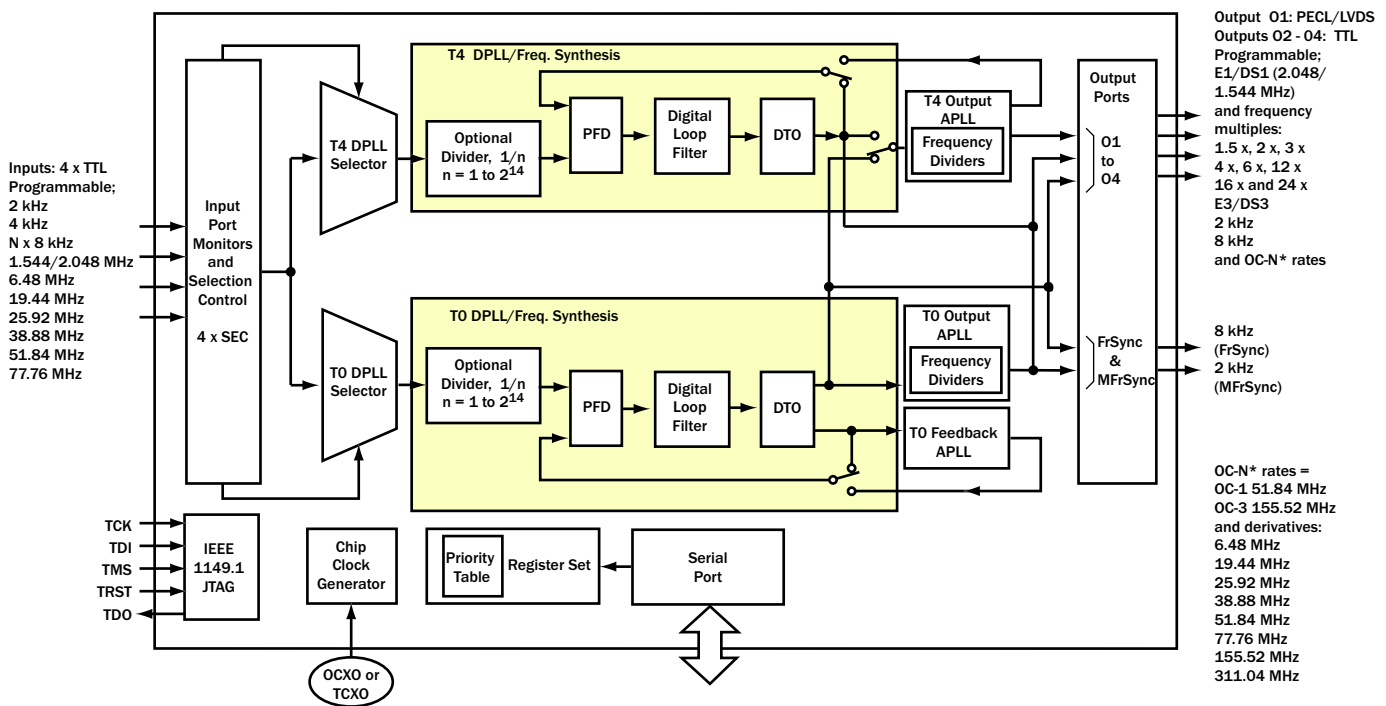 Inputs: 4 x TTL
Programmable;
2 kHz
4 kHz
N x 8 kHz
1.544/2.048 MHz
6.48 MHz
19.44 MHz
25.92 MHz
38.88 MHz
51.84 MHz
77.76 MHz
Input
Port
Monitors
and
Selection
Control
4 x SEC
T4 DPLL
Selector
T4 DPLL/Freq. Synthesis
Optional
Divider, 1/n
n = 1 to 2^14
PFD
Digital
Loop
Filter
DTO
T4 Output
APLL
Frequency
Dividers
T0 DPLL
Selector
T0 DPLL/Freq. Synthesis
Optional
Divider, 1/n
n = 1 to 2^14
PFD
Digital
Loop
Filter
DTO
T0 Output
APLL
Frequency
Dividers
T0 Feedback
APLL
Output
Ports
O1
to
O4
FrSync
&
MFrSync
Output O1: PECL/LVDS
Outputs O2 - O4: TTL
Programmable;
E1/DS1 (2.048/
1.544 MHz)
and frequency
multiples:
1.5 x, 2 x, 3 x
4 x, 6 x, 12 x
16 x and 24 x
E3/DS3
2 kHz
8 kHz
and OC-N* rates
8 kHz
(FrSync)
2 kHz
(MFrSync)
OC-N* rates =
OC-1 51.84 MHz
OC-3 155.52 MHz
and derivatives:
6.48 MHz
19.44 MHz
25.92 MHz
38.88 MHz
51.84 MHz
77.76 MHz
155.52 MHz
311.04 MHz
TCK
TDI
TMS
TRST
TDO
IEEE
1149.1
JTAG
Chip
Clock
Generator
OCXO or
TCXO
Priority
Table
Register Set
Serial
Port